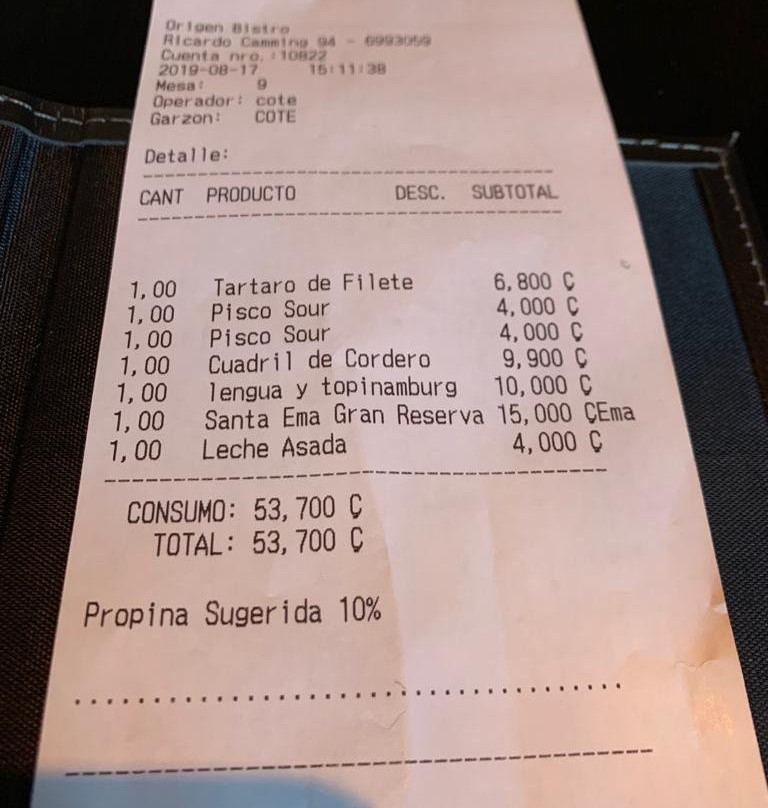 Origen Bistro
Ricardo Camming 94 - 6993059
Cuenta nro. :10822
2019-08-17 15:11:38
Mesa: 9
Operador: cote
Garzon: COTE
Detalle:
CANT PRODUCTO DESC. SUBTOTAL
1,00 Tartaro de Filete 6,800 Ç
1,00 Pisco Sour 4,000 Ç
1,00 Pisco Sour 4,000 Ç
1,00 Cuadril de Cordero 9,900 Ç
1,00 lengua y topinamburg 10,000 Ç
1,00 Santa Ema Gran Reserva 15,000 ÇEma
1,00 Leche Asada 4,000 Ç
CONSUMO: 53,700 Ç
TOTAL: 53,700 Ç
Propina Sugerida 10%